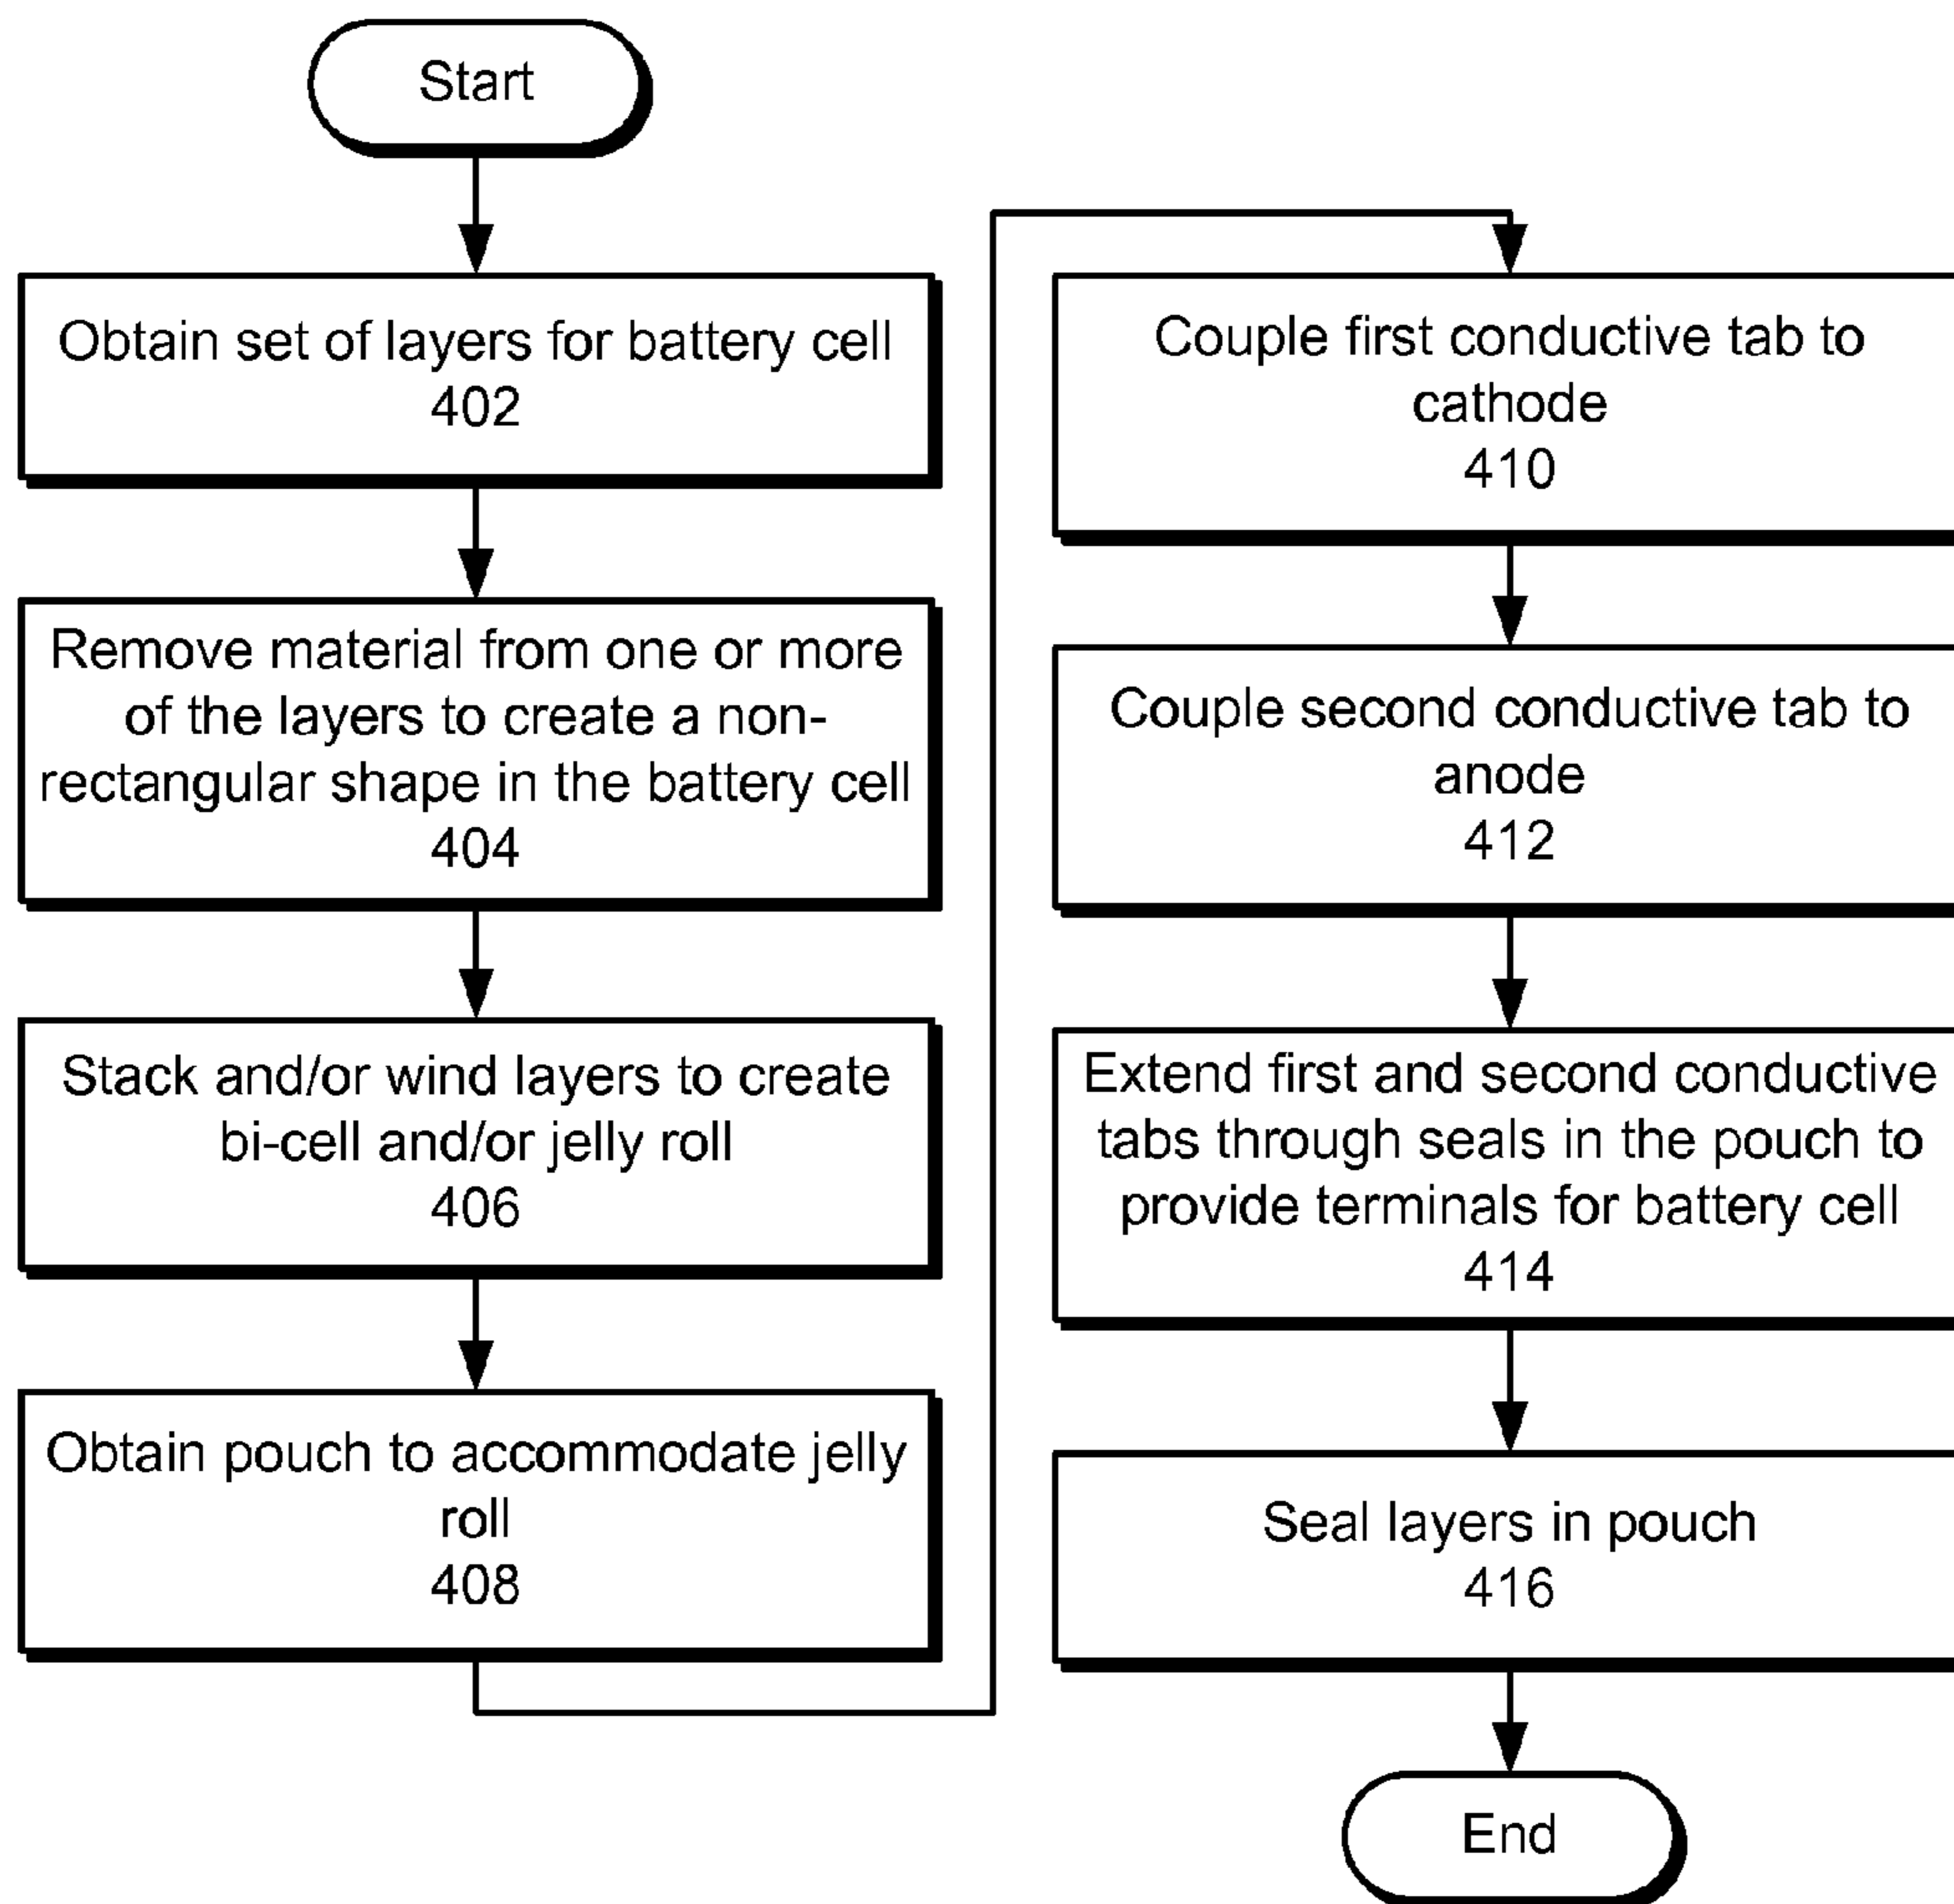 Start
Obtain set of layers for battery cell
402
Remove material from one or more
of the layers to create a non-
rectangular shape in the battery cell
404
Stack and/or wind layers to create
bi-cell and/or jelly roll
406
Obtain pouch to accommodate jelly
roll
408
Couple first conductive tab to
cathode
410
Couple second conductive tab to
anode
412
Extend first and second conductive
tabs through seals in the pouch to
provide terminals for battery cell
414
Seal layers in pouch
416
End